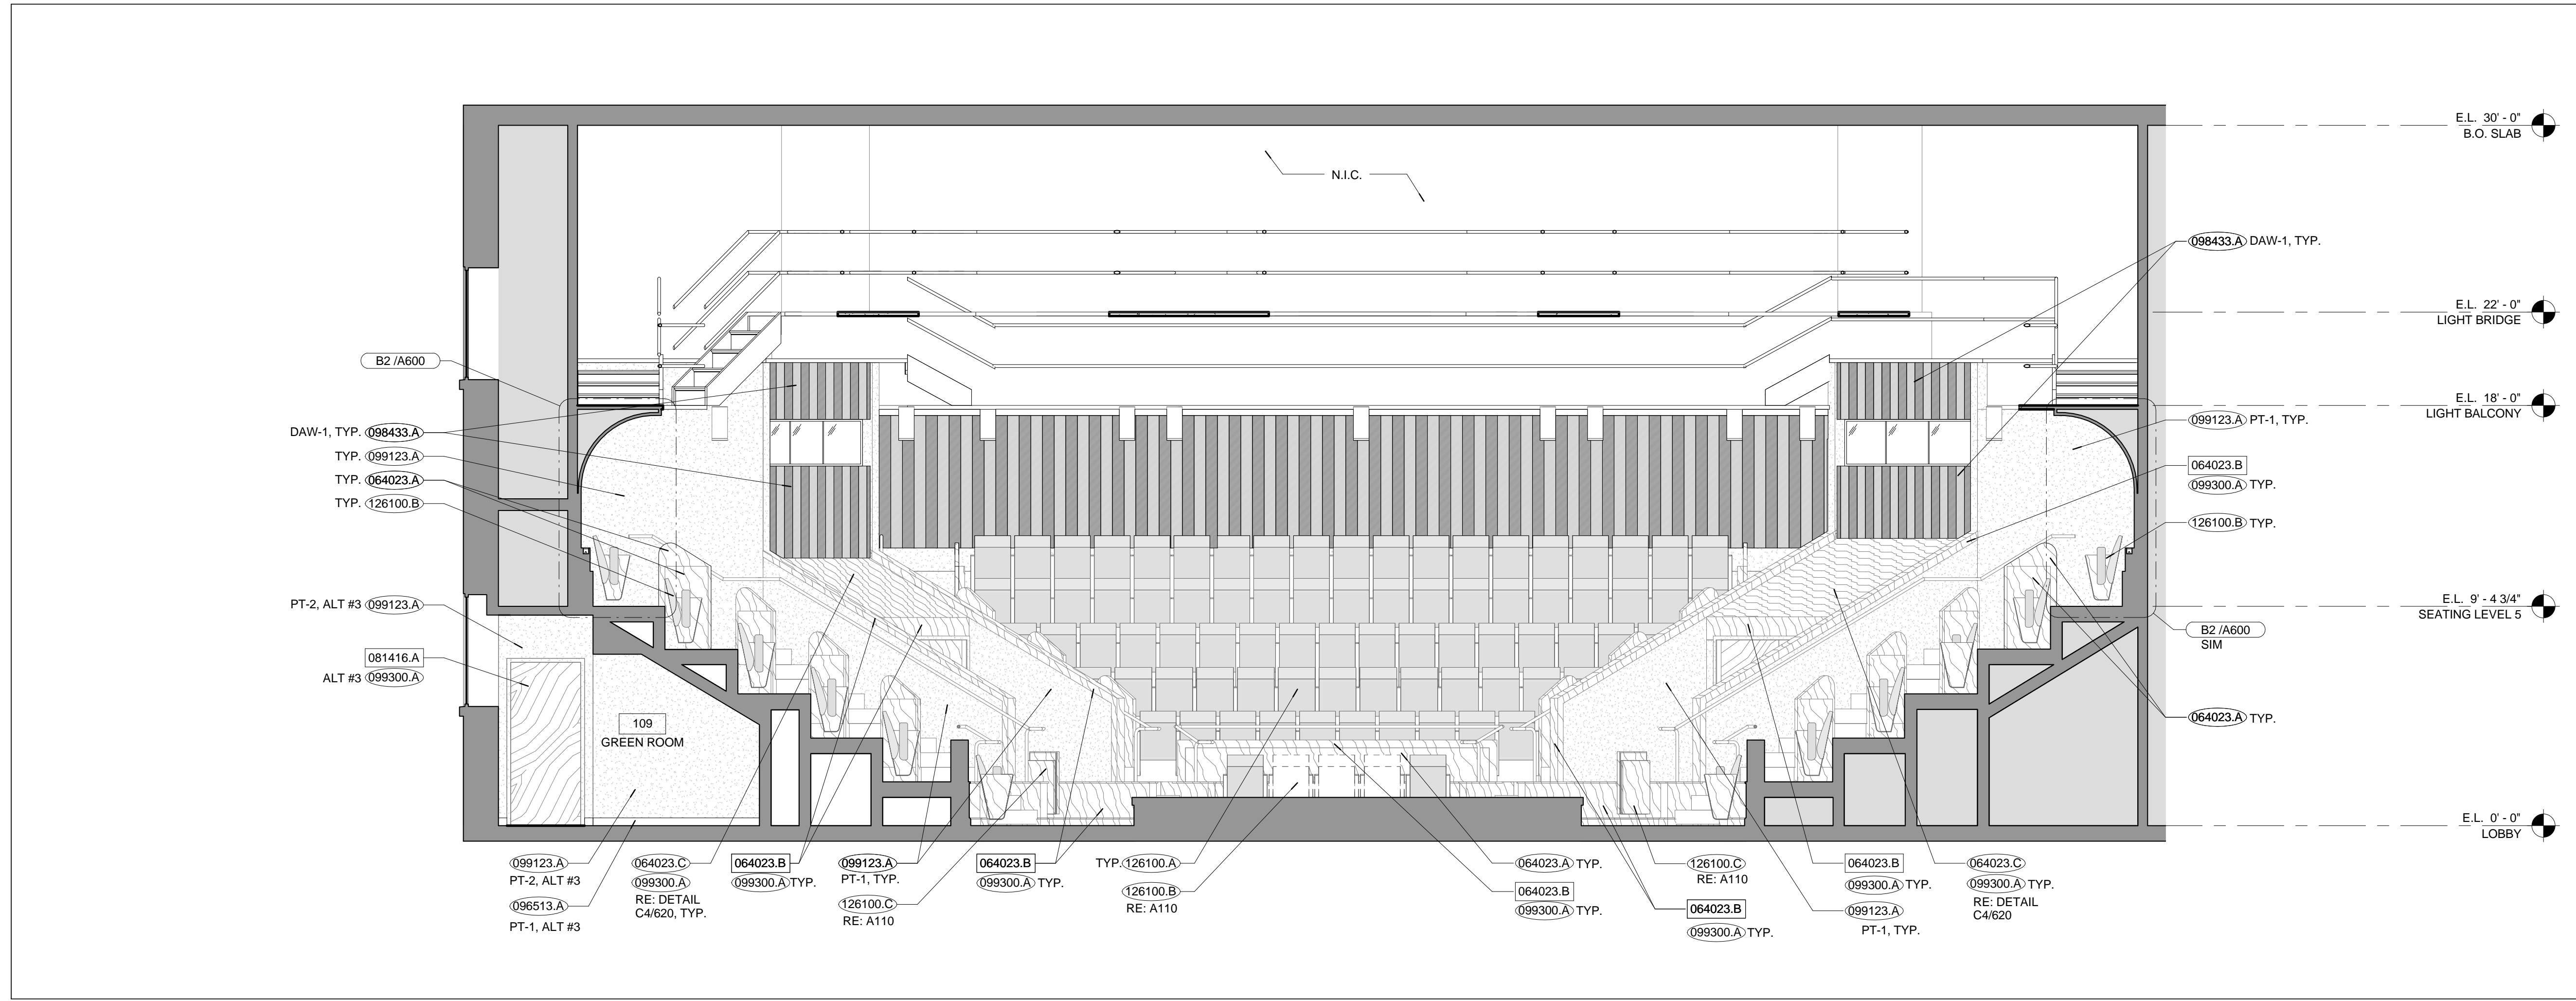 E.L. 30' - 0"
B.O. SLAB
N.I.C.
098433.A DAW-1, TYP.
E.L. 22' - 0"
LIGHT BRIDGE
B2 /A600
E.L. 18' - 0"
LIGHT BALCONY
099123.A PT-1, TYP.
DAW-1, TYP. 098433.A
TYP. 099123.A
TYP. 064023.A
TYP. 126100.B
064023.B
099300.A TYP.
126100.B TYP.
PT-2, ALT #3 099123.A
E.L. 9' - 4 3/4"
SEATING LEVEL 5
B2 /A600
SIM
081416.A
ALT #3 099300.A
109
GREEN ROOM
064023.A TYP.
E.L. 0' - 0"
LOBBY
099123.A
PT-2, ALT #3
096513.A
PT-1, ALT #3
064023.C
099300.A
RE: DETAIL
C4/620, TYP.
064023.B
099300.A TYP.
099123.A
PT-1, TYP.
126100.C
RE: A110
064023.B
099300.A TYP.
TYP. 126100.A
126100.B
RE: A110
064023.A TYP.
064023.B
099300.A TYP.
126100.C
RE: A110
064023.B
099300.A TYP.
064023.B
099300.A TYP.
099123.A
PT-1, TYP.
064023.C
099300.A TYP.
RE: DETAIL
C4/620